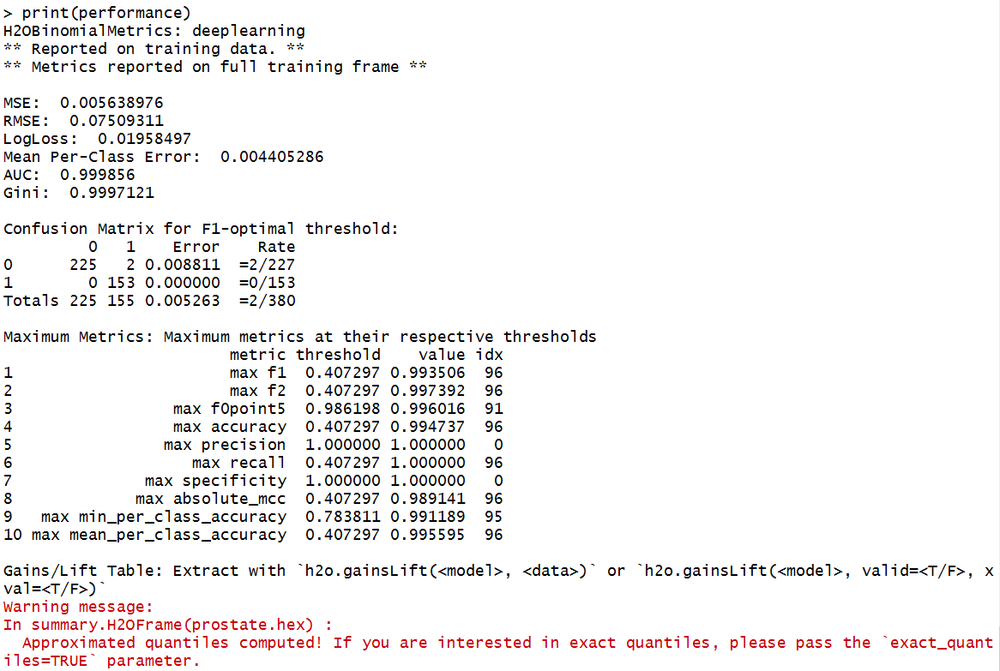 > print(performance)
H2OBinomialMetrics: deeplearning
** Reported on training data. **
** Metrics reported on full training frame **

MSE:  0.005638976
RMSE:  0.07509311
LogLoss:  0.01958497
Mean Per-Class Error:  0.004405286
AUC:  0.999856
Gini:  0.9997121

Confusion Matrix for F1-optimal threshold:
         0   1    Error    Rate
0      225   2 0.008811  =2/227
1        0 153 0.000000  =0/153
Totals 225 155 0.005263  =2/380

Maximum Metrics: Maximum metrics at their respective thresholds
                        metric threshold    value idx
1                       max f1  0.407297 0.993506  96
2                       max f2  0.407297 0.997392  96
3                 max f0point5  0.986198 0.996016  91
4                 max accuracy  0.407297 0.994737  96
5                max precision  1.000000 1.000000   0
6                   max recall  0.407297 1.000000  96
7              max specificity  1.000000 1.000000   0
8             max absolute_mcc  0.407297 0.989141  96
9   max min_per_class_accuracy  0.783811 0.991189  95
10 max mean_per_class_accuracy  0.407297 0.995595  96

Gains/Lift Table: Extract with `h2o.gainsLift(<model>, <data>)` or `h2o.gainsLift(<model>, valid=<T/F>, x
val=<T/F>)`
Warning message:
In summary.H2OFrame(prostate.hex) :
  Approximated quantiles computed! If you are interested in exact quantiles, please pass the `exact_quant
iles=TRUE` parameter.